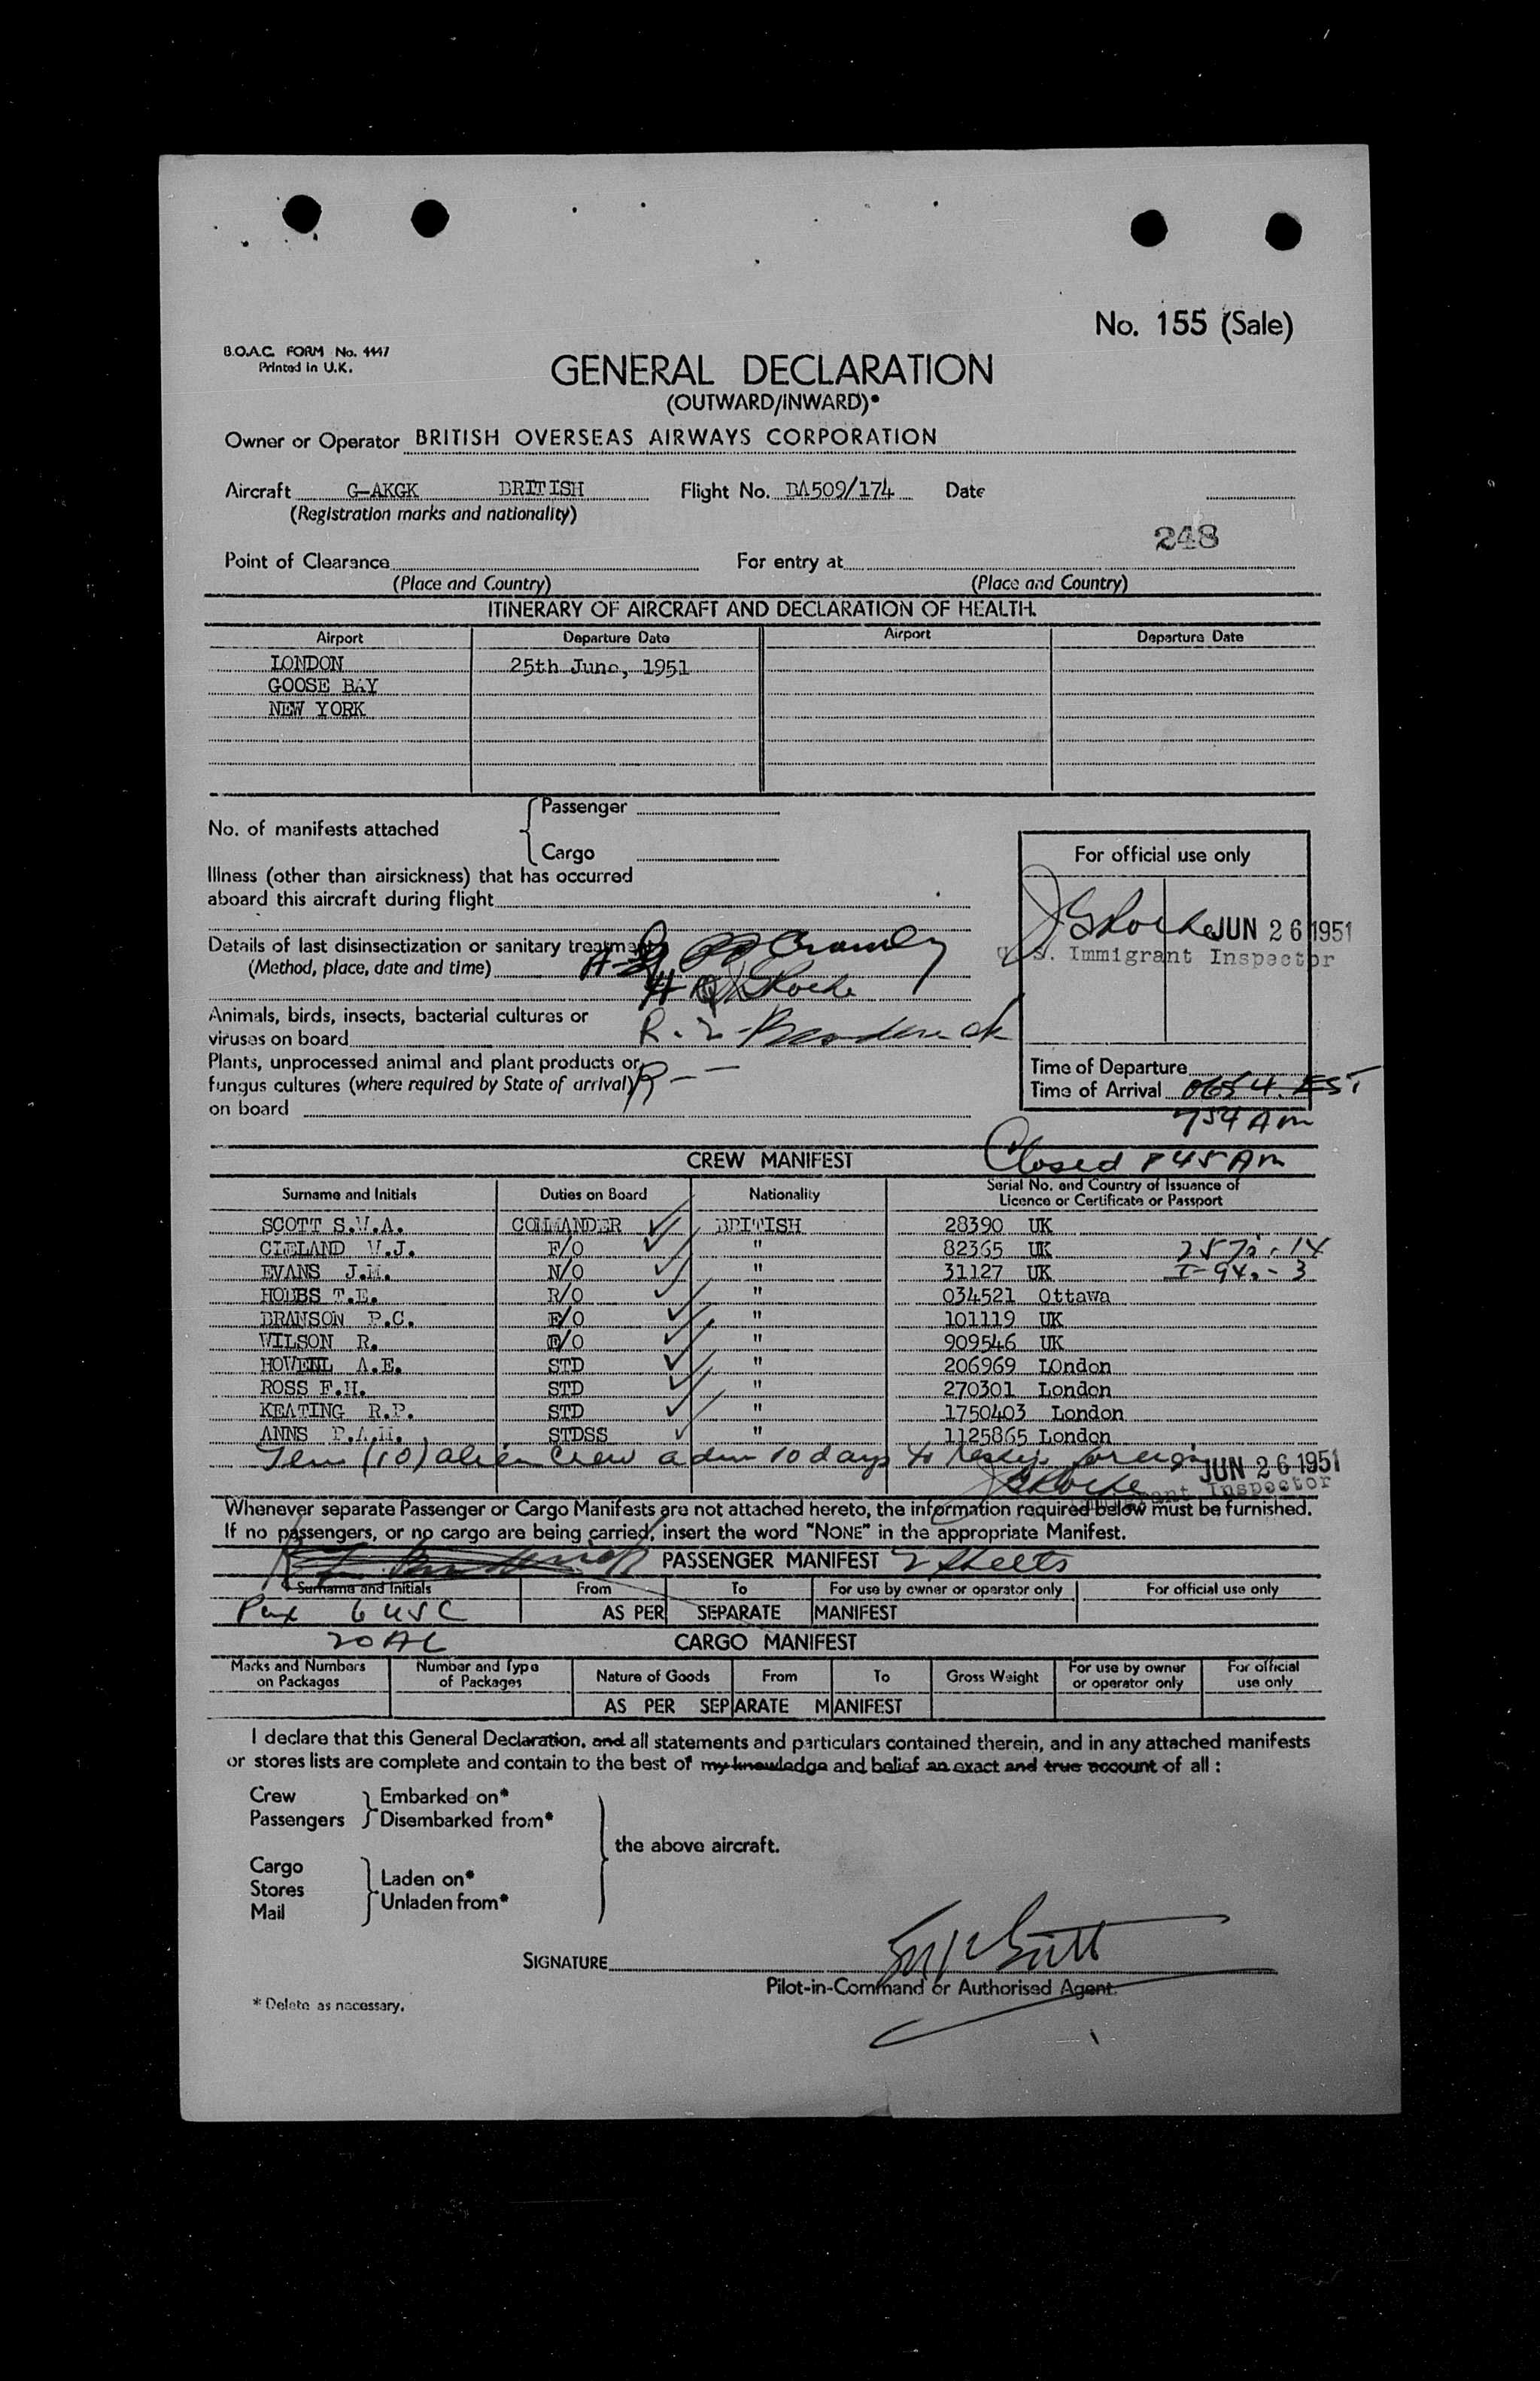 No. 155 (Sale)
B.O.A.C. FORM No. 4447
Printed in U.K.
GENERAL DECLARATION
(OUTWARD/INWARD)*
Owner or Operator BRITISH OVERSEAS AIRWAYS CORPORATION
Aircraft G-AKGK BRITISH Flight No. BA509/174 Date
(Registration marks and nationality)
248
Point of Clearance For entry at
(Place and Country) (Place and Country)
ITINERARY OF AIRCRAFT AND DECLARATION OF HEALTH.
Airport Departure Date Airport Departure Date
LONDON 25th June, 1951
GOOSE BAY
NEW YORK
Passenger
No. of manifests attached
Cargo
For official use only
Illness (other than airsickness) that has occurred
aboard this aircraft during flight
JUN 26 1951
Details of last disinsectization or sanitary treatment
(Method, place, date and time)
U.S. Immigrant Inspector
Animals, birds, insects, bacterial cultures or
viruses on board
Plants, unprocessed animal and plant products or
fungus cultures (where required by State of arrival)
on board
Time of Departure
Time of Arrival 0654 EST
754 Am
Closed 845 Am
CREW MANIFEST
Surname and Initials Duties on Board Nationality Serial No. and Country of Issuance of
Licence or Certificate or Passport
SCOTT S.W.A. COMMANDER BRITISH 28390 UK
CLELAND W.J. F/O " 82365 UK
EVANS J.M. N/O " 31127 UK I-94 - 3
HOBBS T.E. R/O " 034521 Ottawa
BRANSON P.C. E/O " 101119 UK
WILSON R. E/O " 909546 UK
HOWELL A.E. STD " 206969 LOndon
ROSS F.H. STD " 270301 London
KEATING R.P. STD " 1750403 London
ANNS P.A.M. STDSS " 1125865 London
Ten (10) alien crew adm 10 days to foreign
JUN 26 1951
Immigrant Inspector
Whenever separate Passenger or Cargo Manifests are not attached hereto, the information required below must be furnished.
If no passengers, or no cargo are being carried, insert the word "NONE" in the appropriate Manifest.
PASSENGER MANIFEST 2 sheets
Surname and Initials From To For use by owner or operator only For official use only
Pax 6 USC AS PER SEPARATE MANIFEST
20 AL
CARGO MANIFEST
Marks and Numbers on Packages Number and Type of Packages Nature of Goods From To Gross Weight For use by owner or operator only For official use only
AS PER SEPARATE MANIFEST
I declare that this General Declaration, and all statements and particulars contained therein, and in any attached manifests
or stores lists are complete and contain to the best of my knowledge and belief an exact and true account of all :
Crew Embarked on*
Passengers Disembarked from*
the above aircraft.
Cargo
Laden on*
Stores
Unladen from*
Mail
SIGNATURE
Pilot-in-Command or Authorised Agent.
* Delete as necessary.